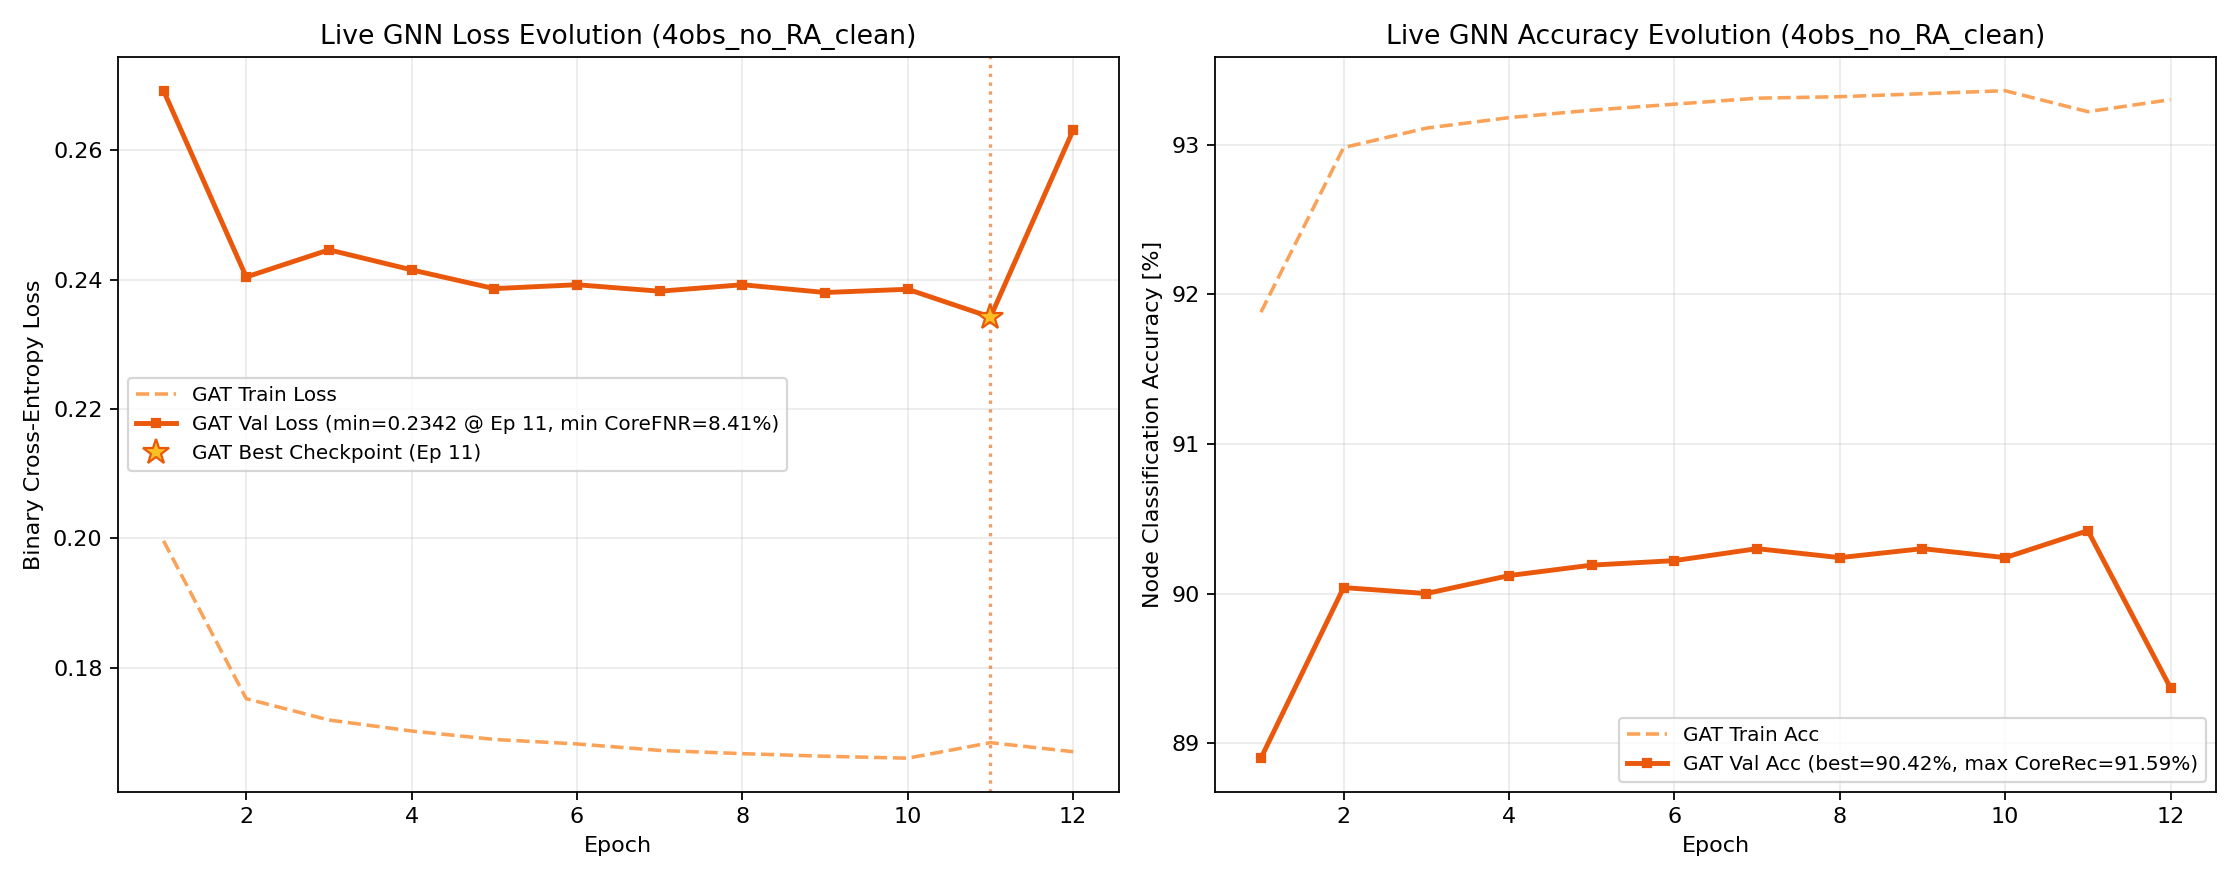 Live GNN Loss Evolution (4obs_no_RA_clean)
Binary Cross-Entropy Loss
0.26
0.24
0.22
0.20
0.18
GAT Train Loss
GAT Val Loss (min=0.2342 @ Ep 11, min CoreFNR=8.41%)
GAT Best Checkpoint (Ep 11)
2 4 6 8 10 12
Epoch
Live GNN Accuracy Evolution (4obs_no_RA_clean)
Node Classification Accuracy [%]
93
92
91
90
89
GAT Train Acc
GAT Val Acc (best=90.42%, max CoreRec=91.59%)
2 4 6 8 10 12
Epoch